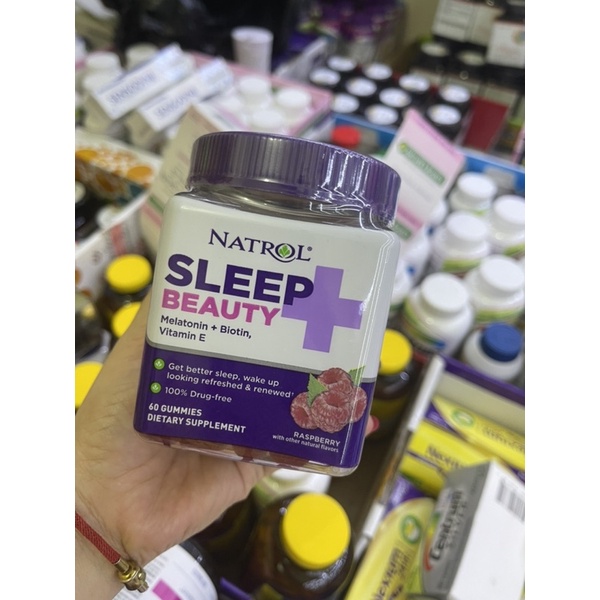 NATROL®
SLEEP+
BEAUTY
Melatonin + Biotin,
Vitamin E
Get better sleep, wake up
looking refreshed & renewed†
100% Drug-free
60 GUMMIES
DIETARY SUPPLEMENT
RASPBERRY
with other natural flavors
Centrum